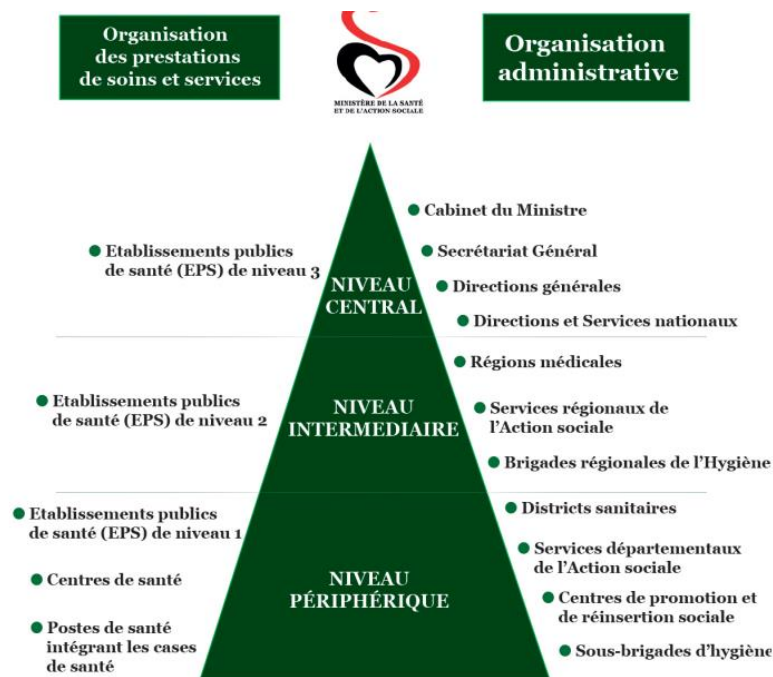 Organisation
des prestations
de soins et services
MINISTÈRE DE LA SANTÉ
ET DE L'ACTION SOCIALE
Organisation
administrative
Cabinet du Ministre
Etablissements publics
de santé (EPS) de niveau 3
Secrétariat Général
NIVEAU
CENTRAL
Directions générales
Directions et Services nationaux
Régions médicales
Etablissements publics
de santé (EPS) de niveau 2
NIVEAU
INTERMEDIAIRE
Services régionaux de
l'Action sociale
Brigades régionales de l'Hygiène
Etablissements publics
de santé (EPS) de niveau 1
Districts sanitaires
Centres de santé
NIVEAU
PÉRIPHÉRIQUE
Services départementaux
de l'Action sociale
Centres de promotion et
de réinsertion sociale
Postes de santé
intégrant les cases
de santé
Sous-brigades d'hygiène